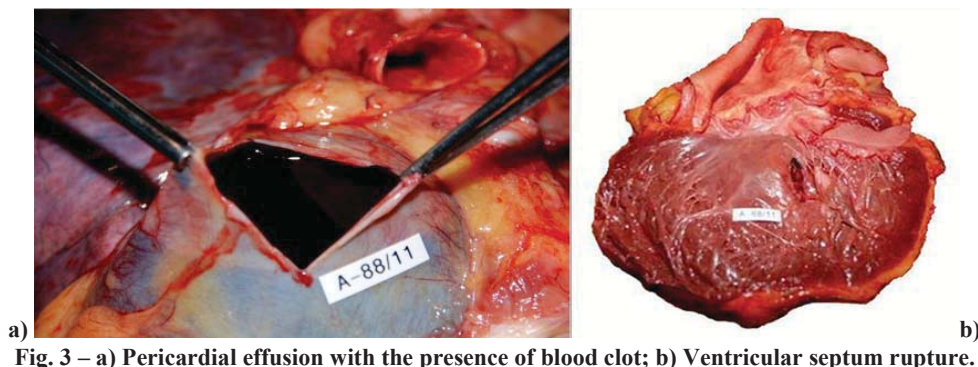 A-88/11
A-88/11
a)
b)
Fig. 3 – a) Pericardial effusion with the presence of blood clot; b) Ventricular septum rupture.